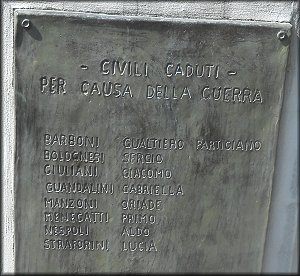 - CIVILI CADUTI -
PER CAUSA DELLA GUERRA
BARBONI GUALTIERO PARTIGIANO
BOLOGNESI SERGIO
GIULIANI GIACOMO
GUANDALINI GABRIELLA
MANZONI ORIADE
MENEGATTI PRIMO
NESPOLI ALDO
STRAFORINI LUCIA